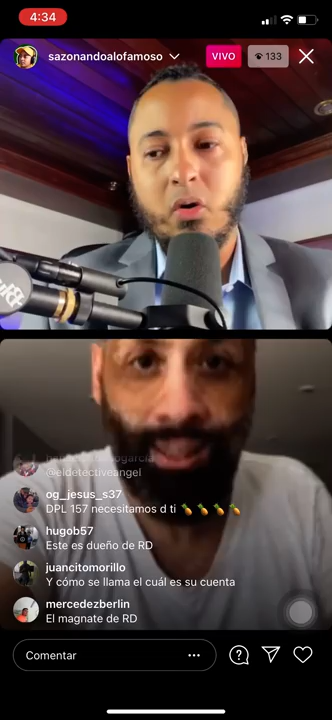 4:34
sazonandoalofamoso
VIVO
133
@eldetectiveangel
og_jesus_s37
DPL 157 necesitamos d ti 🍍 🍍 🍍 🍍
hugob57
Este es dueño de RD
juancitomorillo
Y cómo se llama el cuál es su cuenta
mercedezberlin
El magnate de RD
Comentar